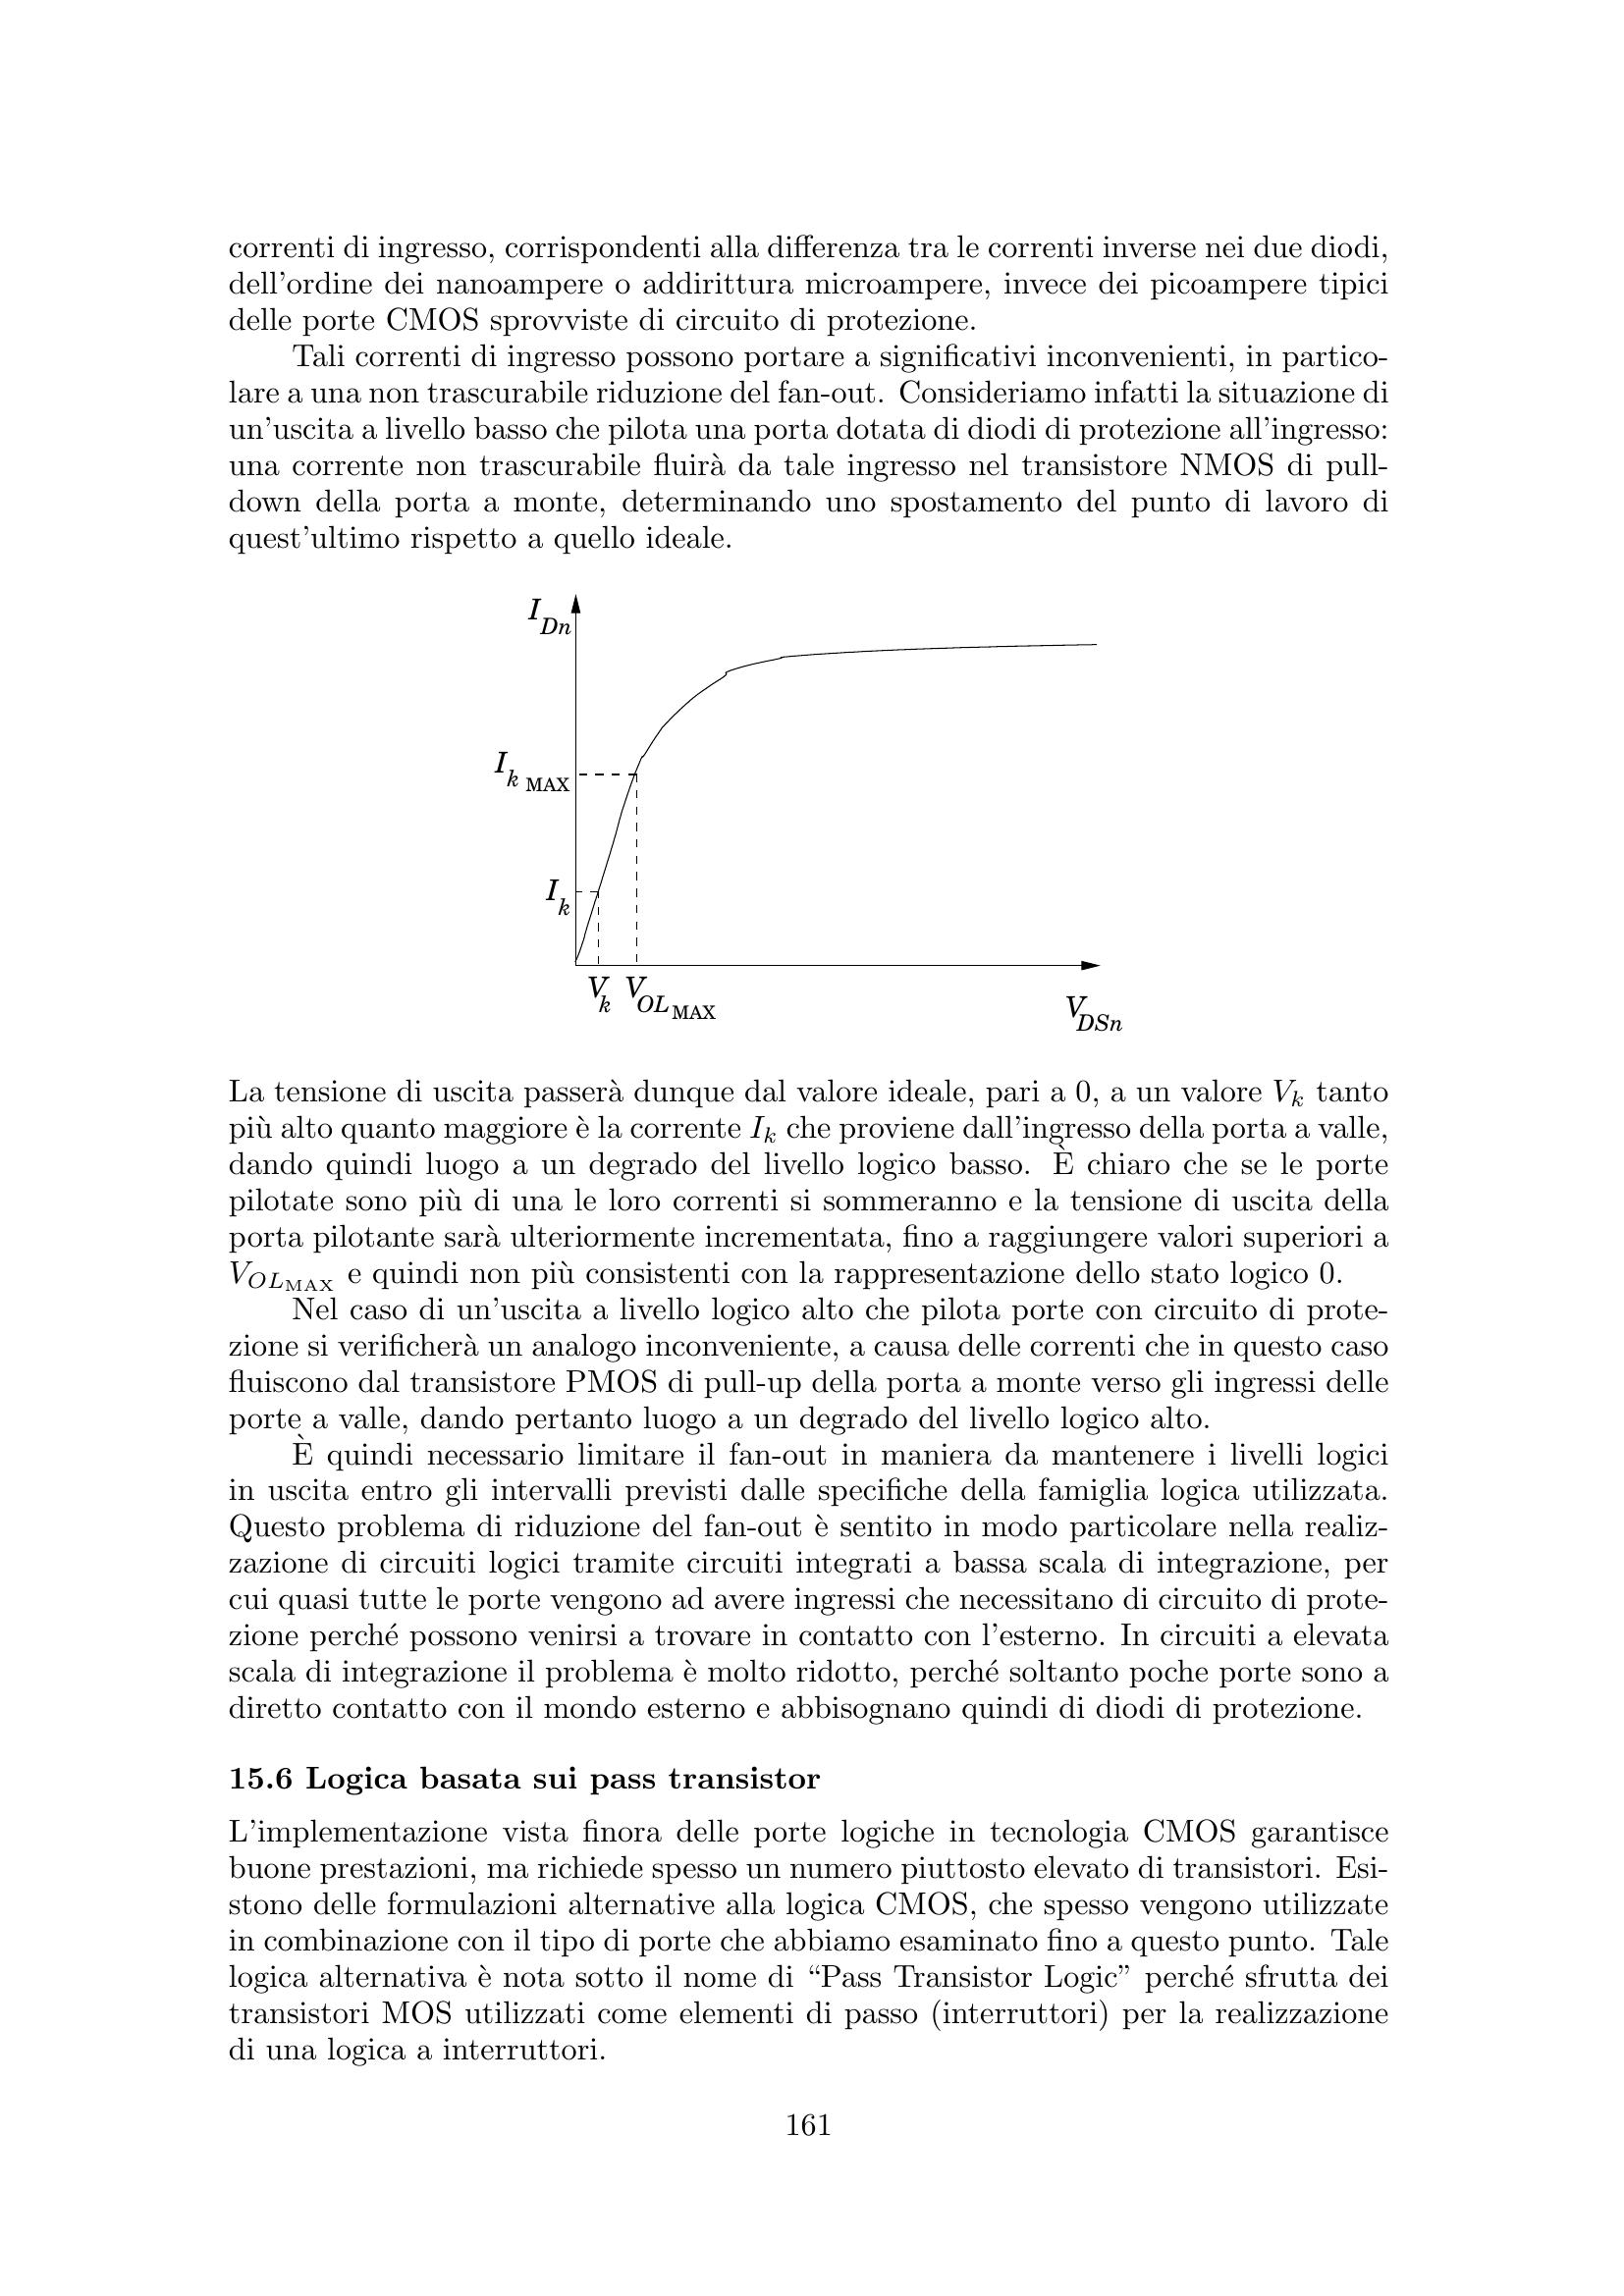 correnti di ingresso, corrispondenti alla differenza tra le correnti inverse nei due diodi,
dell'ordine dei nanoampere o addirittura microampere, invece dei picoampere tipici
delle porte CMOS sprovviste di circuito di protezione.
Tali correnti di ingresso possono portare a significativi inconvenienti, in partico-
lare a una non trascurabile riduzione del fan-out. Consideriamo infatti la situazione di
un'uscita a livello basso che pilota una porta dotata di diodi di protezione all'ingresso:
una corrente non trascurabile fluirà da tale ingresso nel transistore NMOS di pull-
down della porta a monte, determinando uno spostamento del punto di lavoro di
quest'ultimo rispetto a quello ideale.
I Dn
I k MAX
I k
V k V OL MAX
V DSn
La tensione di uscita passerà dunque dal valore ideale, pari a 0, a un valore V_k tanto
più alto quanto maggiore è la corrente I_k che proviene dall'ingresso della porta a valle,
dando quindi luogo a un degrado del livello logico basso. È chiaro che se le porte
pilotate sono più di una le loro correnti si sommeranno e la tensione di uscita della
porta pilotante sarà ulteriormente incrementata, fino a raggiungere valori superiori a
V_OL_MAX e quindi non più consistenti con la rappresentazione dello stato logico 0.
Nel caso di un'uscita a livello logico alto che pilota porte con circuito di prote-
zione si verificherà un analogo inconveniente, a causa delle correnti che in questo caso
fluiscono dal transistore PMOS di pull-up della porta a monte verso gli ingressi delle
porte a valle, dando pertanto luogo a un degrado del livello logico alto.
È quindi necessario limitare il fan-out in maniera da mantenere i livelli logici
in uscita entro gli intervalli previsti dalle specifiche della famiglia logica utilizzata.
Questo problema di riduzione del fan-out è sentito in modo particolare nella realiz-
zazione di circuiti logici tramite circuiti integrati a bassa scala di integrazione, per
cui quasi tutte le porte vengono ad avere ingressi che necessitano di circuito di prote-
zione perché possono venirsi a trovare in contatto con l'esterno. In circuiti a elevata
scala di integrazione il problema è molto ridotto, perché soltanto poche porte sono a
diretto contatto con il mondo esterno e abbisognano quindi di diodi di protezione.
15.6 Logica basata sui pass transistor
L'implementazione vista finora delle porte logiche in tecnologia CMOS garantisce
buone prestazioni, ma richiede spesso un numero piuttosto elevato di transistori. Esi-
stono delle formulazioni alternative alla logica CMOS, che spesso vengono utilizzate
in combinazione con il tipo di porte che abbiamo esaminato fino a questo punto. Tale
logica alternativa è nota sotto il nome di “Pass Transistor Logic” perché sfrutta dei
transistori MOS utilizzati come elementi di passo (interruttori) per la realizzazione
di una logica a interruttori.
161